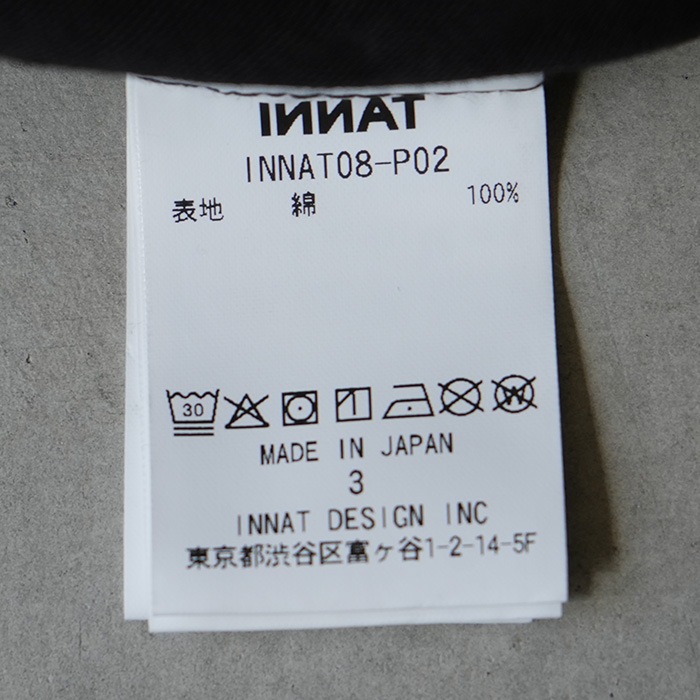 INNAT
INNAT08-P02
表地 綿 100%
30 W
MADE IN JAPAN
3
INNAT DESIGN INC
東京都渋谷区富ヶ谷1-2-14-5F